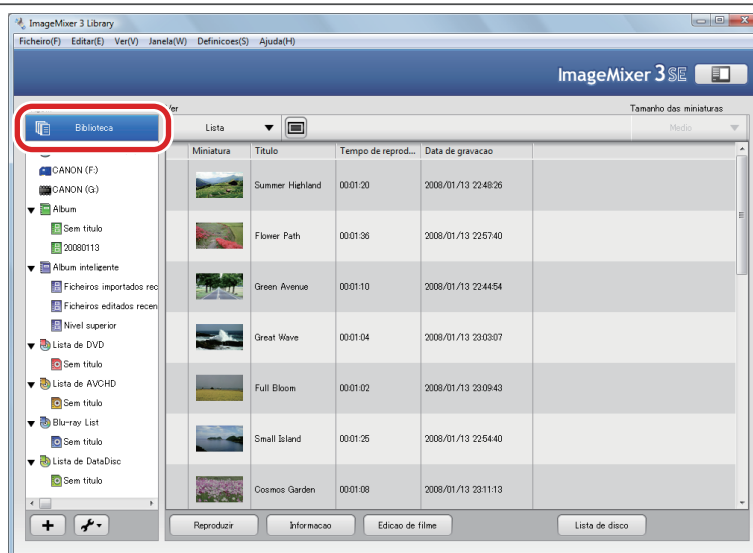 ImageMixer 3 Library
Ficheiro(F) Editar(E) Ver(V) Janela(W) Definicoes(S) Ajuda(H)
ImageMixer 3 SE
Ver Tamanho das miniaturas
Biblioteca Lista Medio
Miniatura Titulo Tempo de reprod... Data de gravacao
CANON (F:)
CANON (G:)
Album
Sem titulo
20080113
Album inteligente
Ficheiros importados rec
Ficheiros editados recen
Nivel superior
Lista de DVD
Sem titulo
Lista de AVCHD
Sem titulo
Blu-ray List
Sem titulo
Lista de DataDisc
Sem titulo
Summer Highland 00:01:20 2008/01/13 22:48:26
Flower Path 00:01:36 2008/01/13 22:57:40
Green Avenue 00:01:10 2008/01/13 22:44:54
Great Wave 00:01:04 2008/01/13 23:03:07
Full Bloom 00:01:02 2008/01/13 23:09:43
Small Island 00:01:25 2008/01/13 22:54:40
Cosmos Garden 00:01:08 2008/01/13 23:11:13
Reproduzir Informacao Edicao de filme Lista de disco